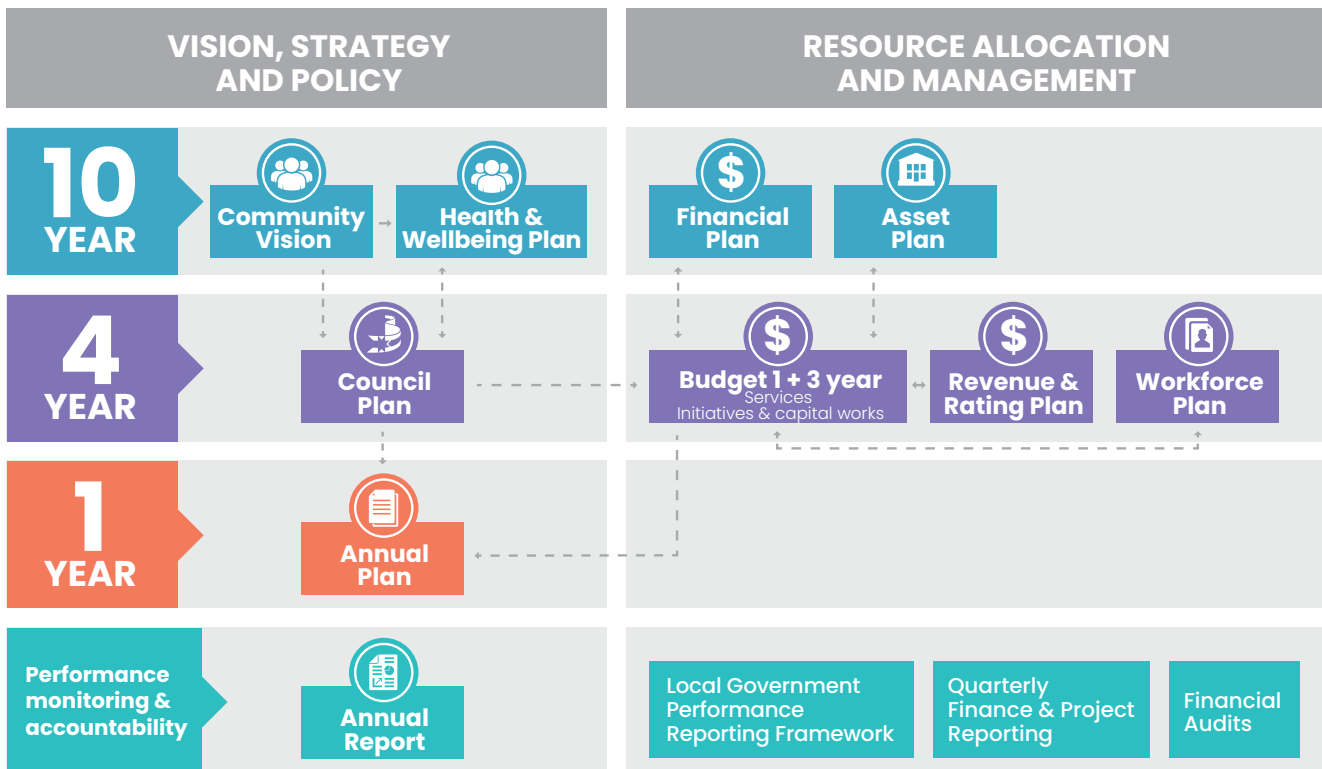 VISION, STRATEGY
AND POLICY
RESOURCE ALLOCATION
AND MANAGEMENT
10
YEAR
Community
Vision
Health &
Wellbeing Plan
$
Financial
Plan
Asset
Plan
4
YEAR
Council
Plan
$
Budget 1 + 3 year
Services
Initiatives & capital works
$
Revenue &
Rating Plan
Workforce
Plan
1
YEAR
Annual
Plan
Performance
monitoring &
accountability
Annual
Report
Local Government
Performance
Reporting Framework
Quarterly
Finance & Project
Reporting
Financial
Audits